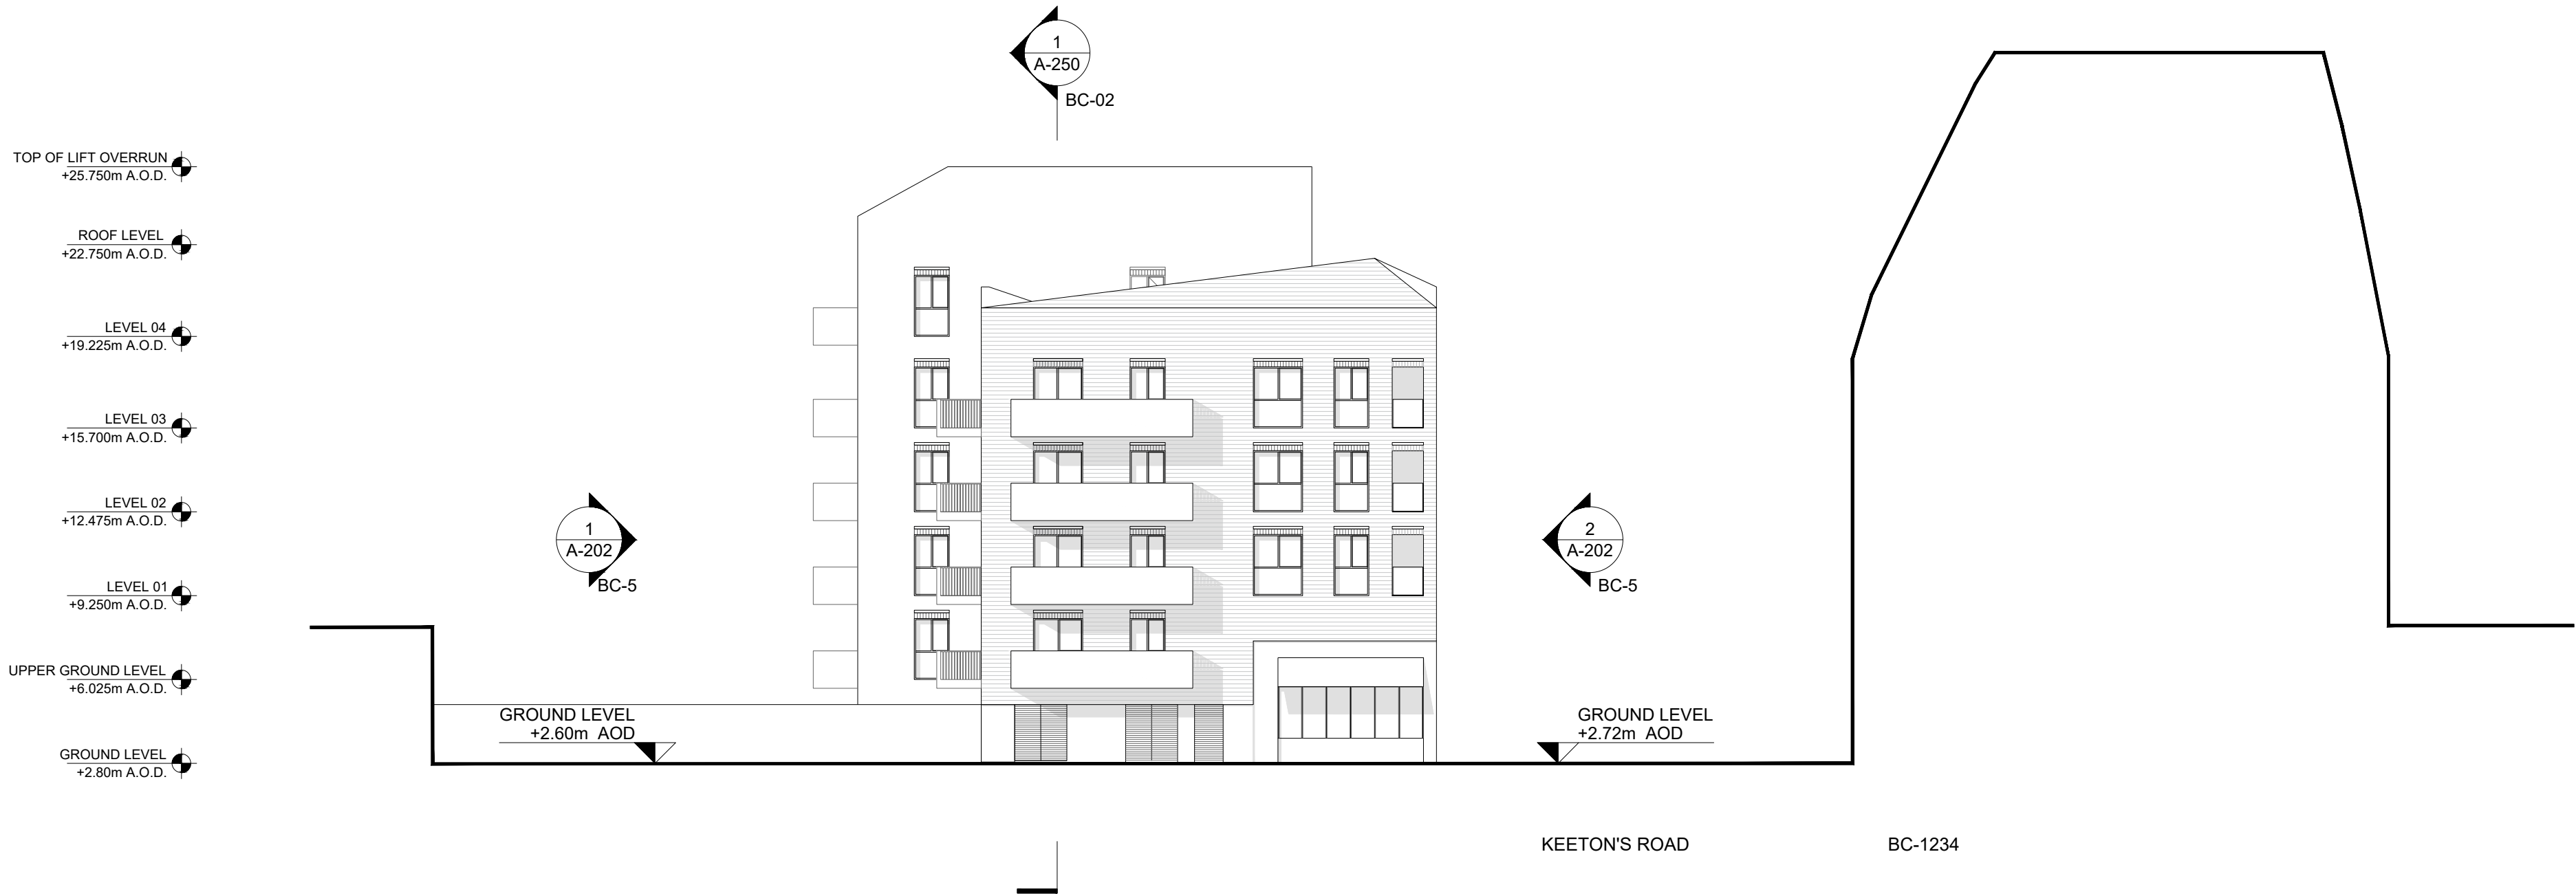 1
A-250
BC-02
TOP OF LIFT OVERRUN
+25.750m A.O.D.
ROOF LEVEL
+22.750m A.O.D.
LEVEL 04
+19.225m A.O.D.
LEVEL 03
+15.700m A.O.D.
LEVEL 02
+12.475m A.O.D.
1
A-202
BC-5
2
A-202
BC-5
LEVEL 01
+9.250m A.O.D.
UPPER GROUND LEVEL
+6.025m A.O.D.
GROUND LEVEL
+2.60m AOD
GROUND LEVEL
+2.72m AOD
GROUND LEVEL
+2.80m A.O.D.
KEETON'S ROAD
BC-1234